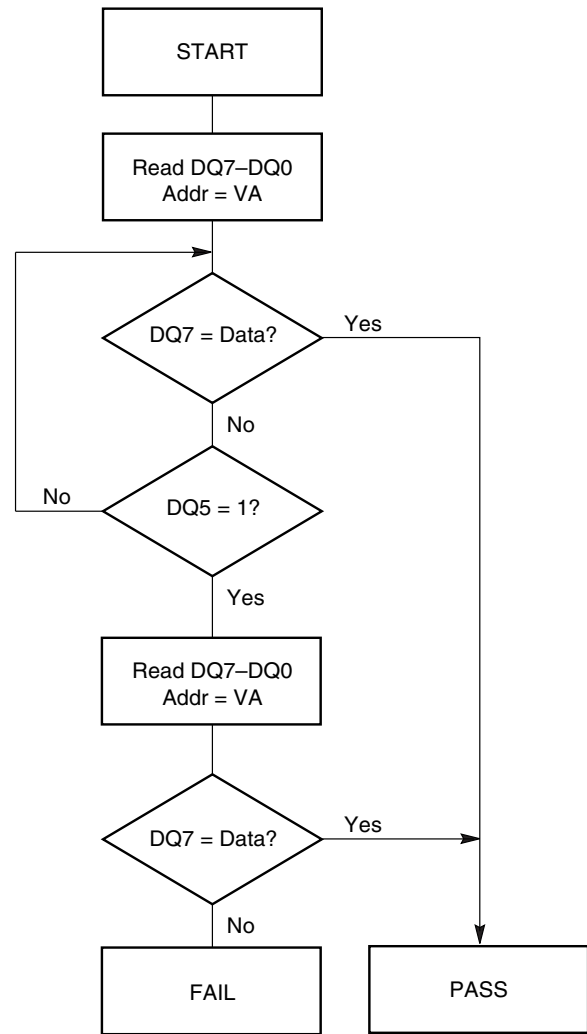 START
Read DQ7–DQ0
Addr = VA
DQ7 = Data?
Yes
No
No
DQ5 = 1?
Yes
Read DQ7–DQ0
Addr = VA
DQ7 = Data?
Yes
No
FAIL
PASS